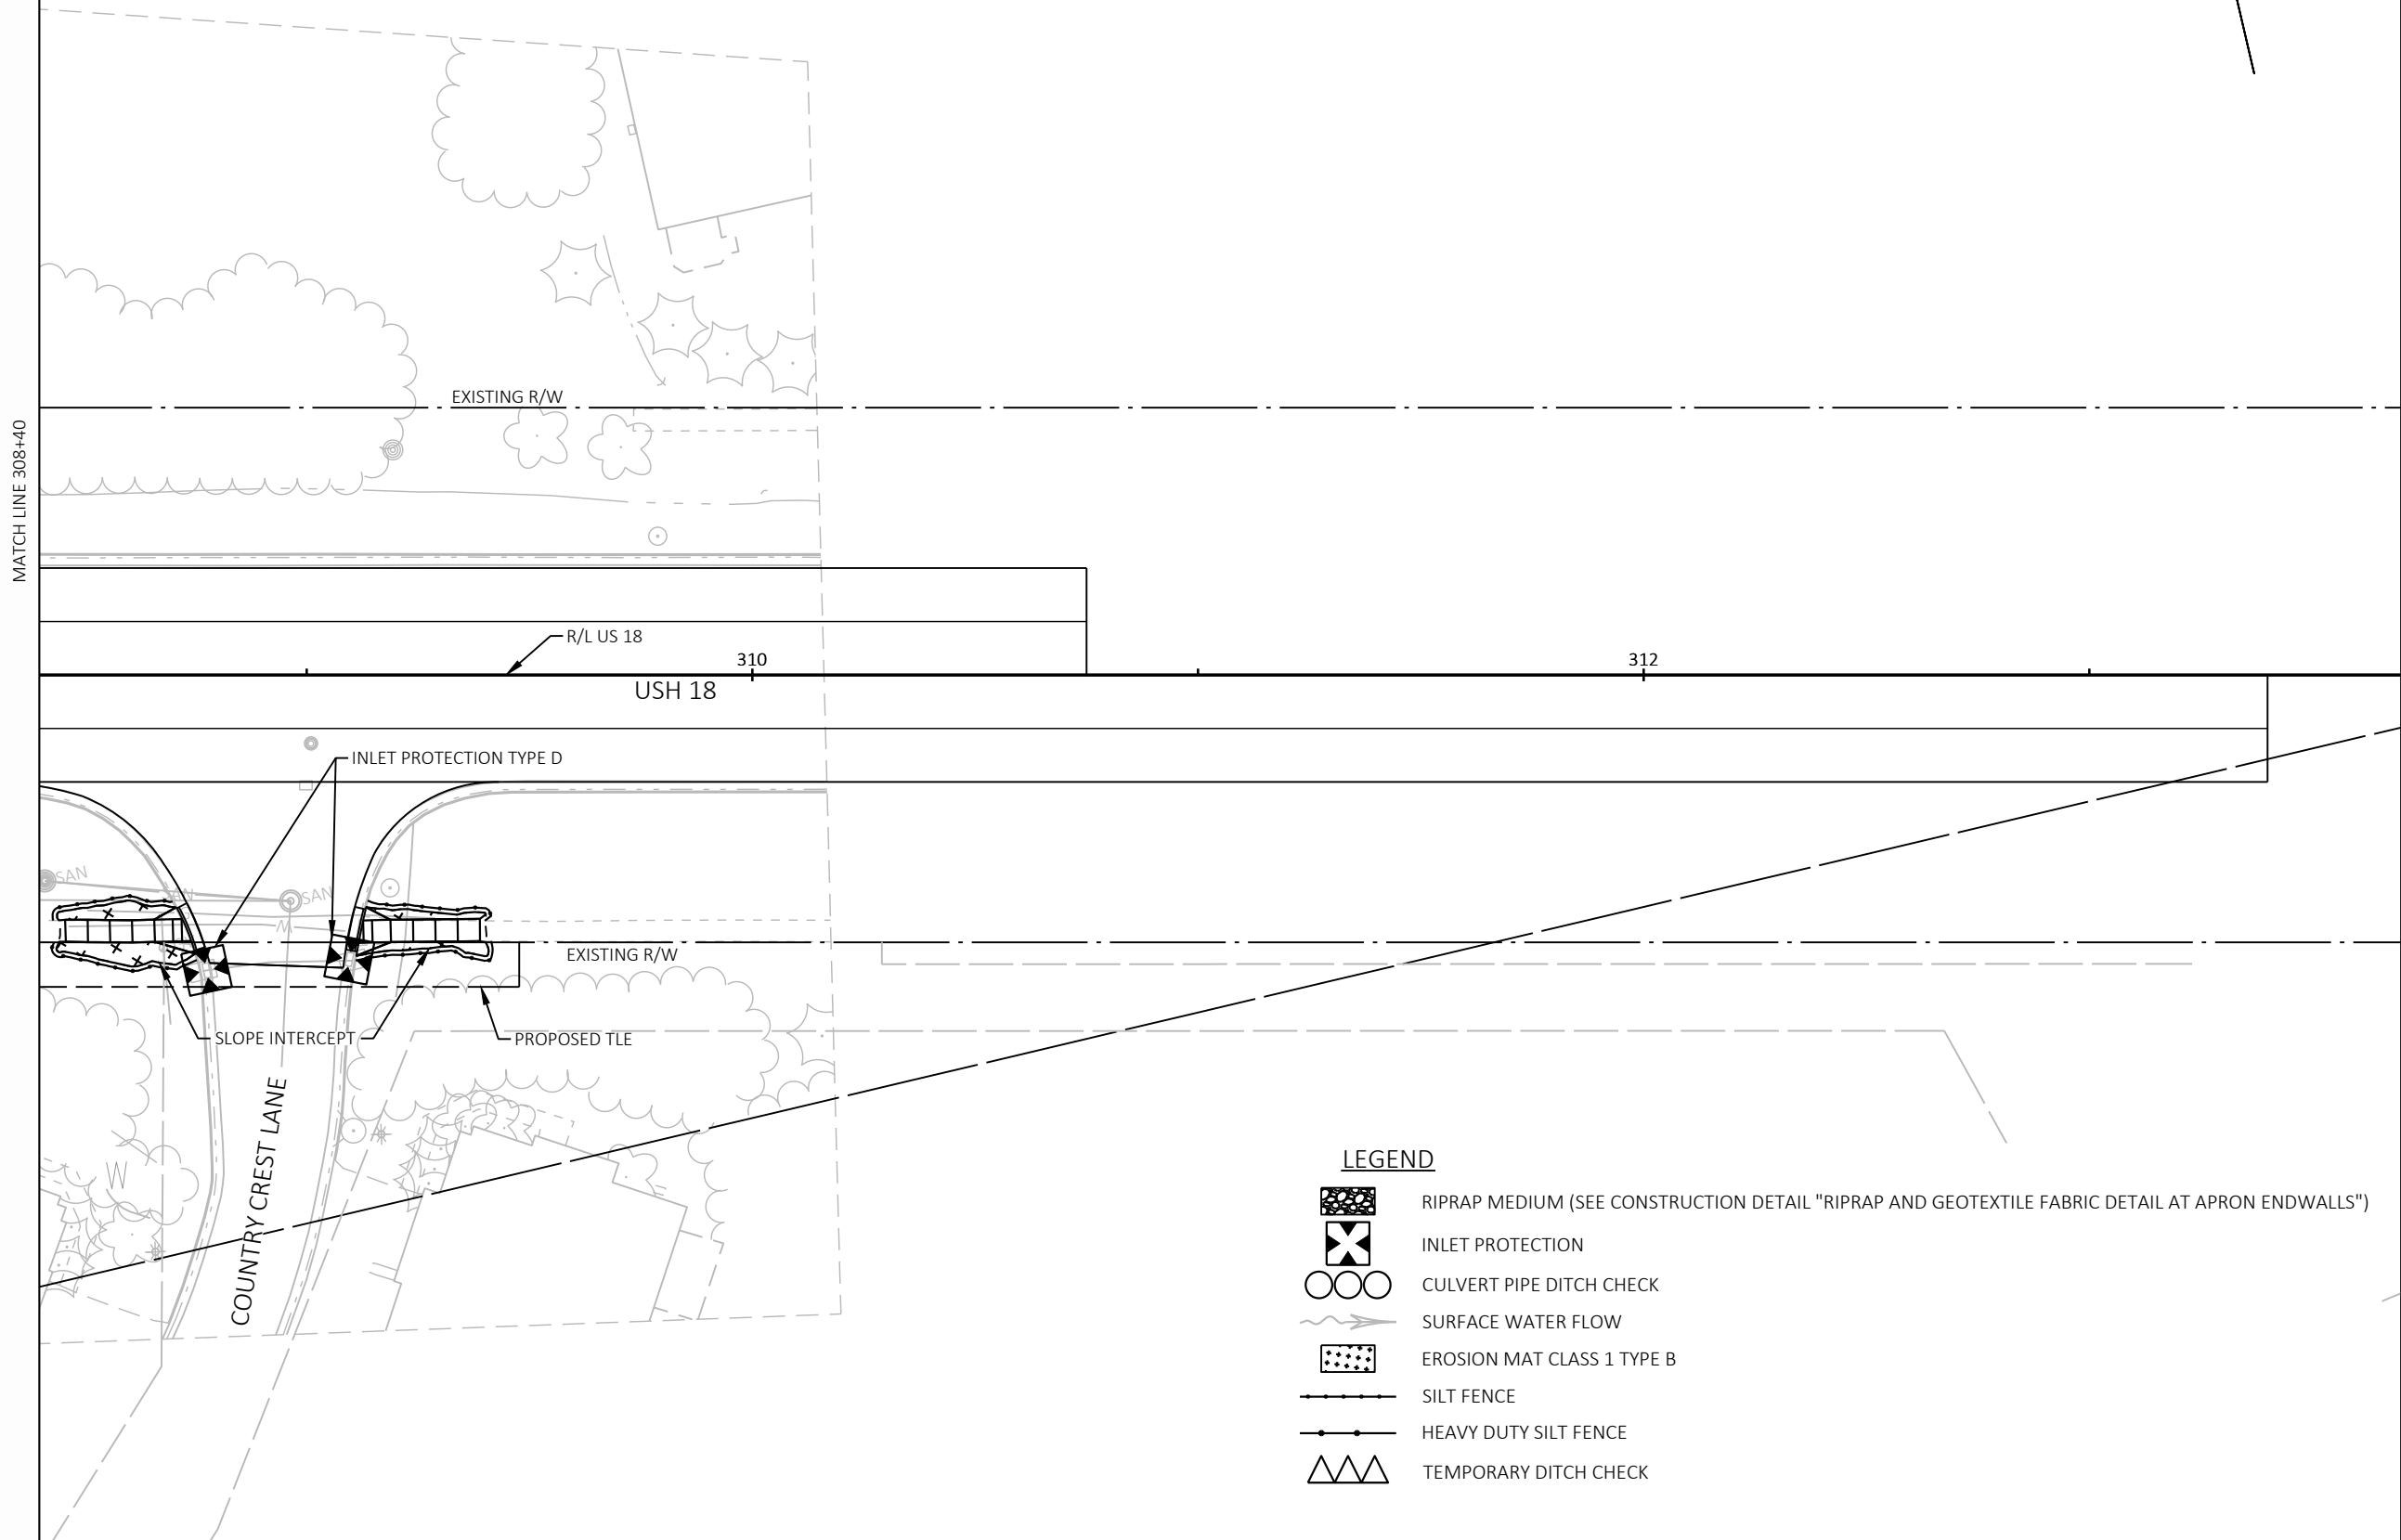 MATCH LINE 308+40
EXISTING R/W
R/L US 18
310
312
USH 18
INLET PROTECTION TYPE D
SAN
SAN
AN
W
EXISTING R/W
SLOPE INTERCEPT
PROPOSED TLE
COUNTRY CREST LANE
W
LEGEND
RIPRAP MEDIUM (SEE CONSTRUCTION DETAIL "RIPRAP AND GEOTEXTILE FABRIC DETAIL AT APRON ENDWALLS")
INLET PROTECTION
CULVERT PIPE DITCH CHECK
SURFACE WATER FLOW
EROSION MAT CLASS 1 TYPE B
SILT FENCE
HEAVY DUTY SILT FENCE
TEMPORARY DITCH CHECK